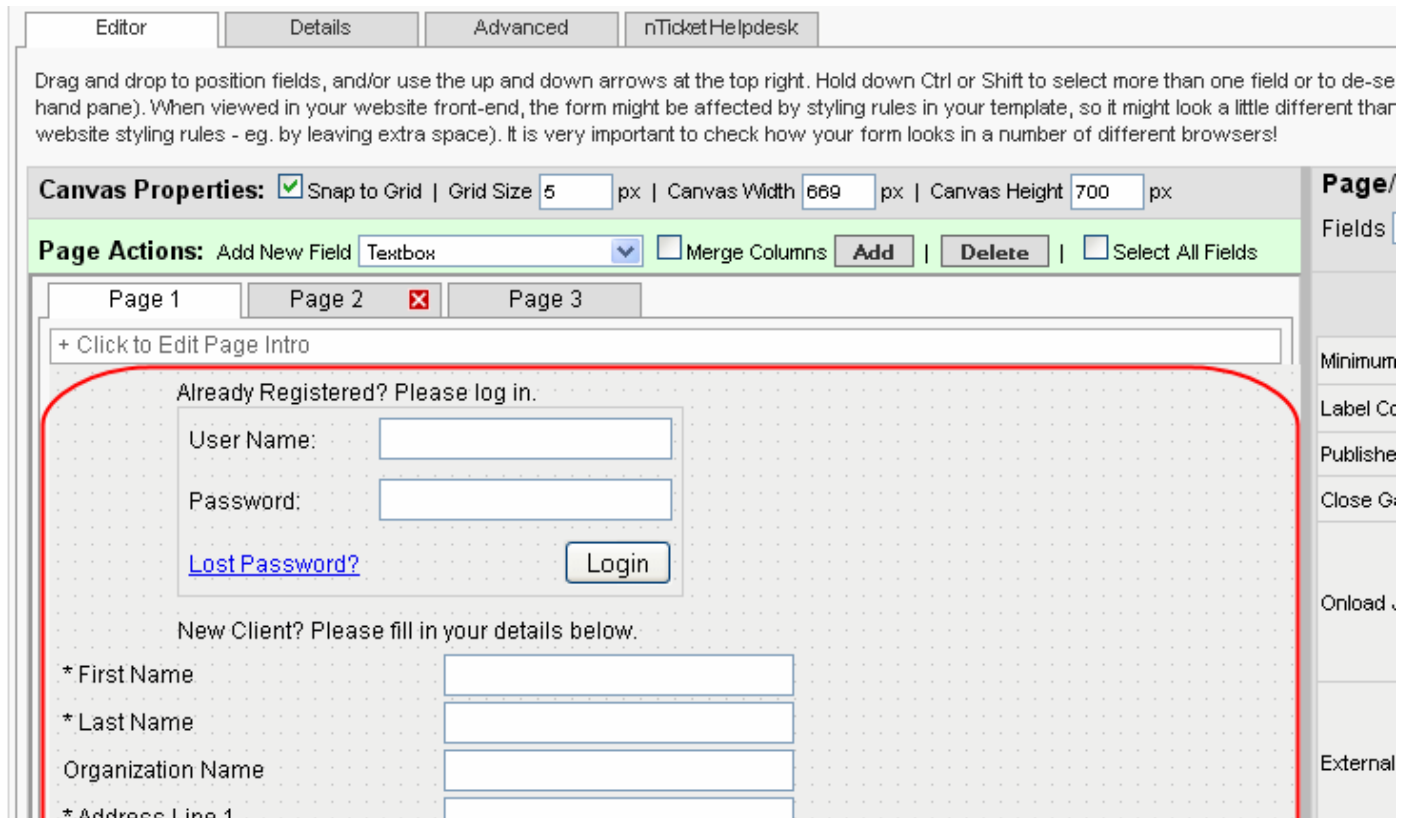 Editor Details Advanced nTicketHelpdesk
Drag and drop to position fields, and/or use the up and down arrows at the top right. Hold down Ctrl or Shift to select more than one field or to de-se
hand pane). When viewed in your website front-end, the form might be affected by styling rules in your template, so it might look a little different than
website styling rules - eg. by leaving extra space). It is very important to check how your form looks in a number of different browsers!
Canvas Properties: Snap to Grid | Grid Size 5 px | Canvas Width 669 px | Canvas Height 700 px Page/
Page Actions: Add New Field Textbox Merge Columns Add | Delete | Select All Fields Fields
Page 1 Page 2 Page 3
+ Click to Edit Page Intro
Minimum
Already Registered? Please log in.
Label Co
User Name:
Publishe
Password:
Close Ga
Lost Password? Login
Onload
New Client? Please fill in your details below.
* First Name
* Last Name
Organization Name External
* Address Line 1